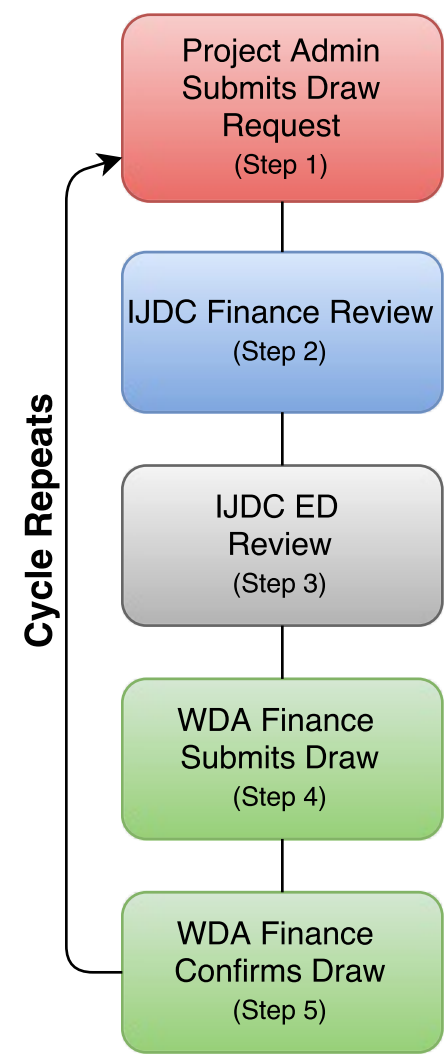 Project Admin
Submits Draw
Request
(Step 1)
IJDC Finance Review
(Step 2)
IJDC ED
Review
(Step 3)
WDA Finance
Submits Draw
(Step 4)
WDA Finance
Confirms Draw
(Step 5)
Cycle Repeats